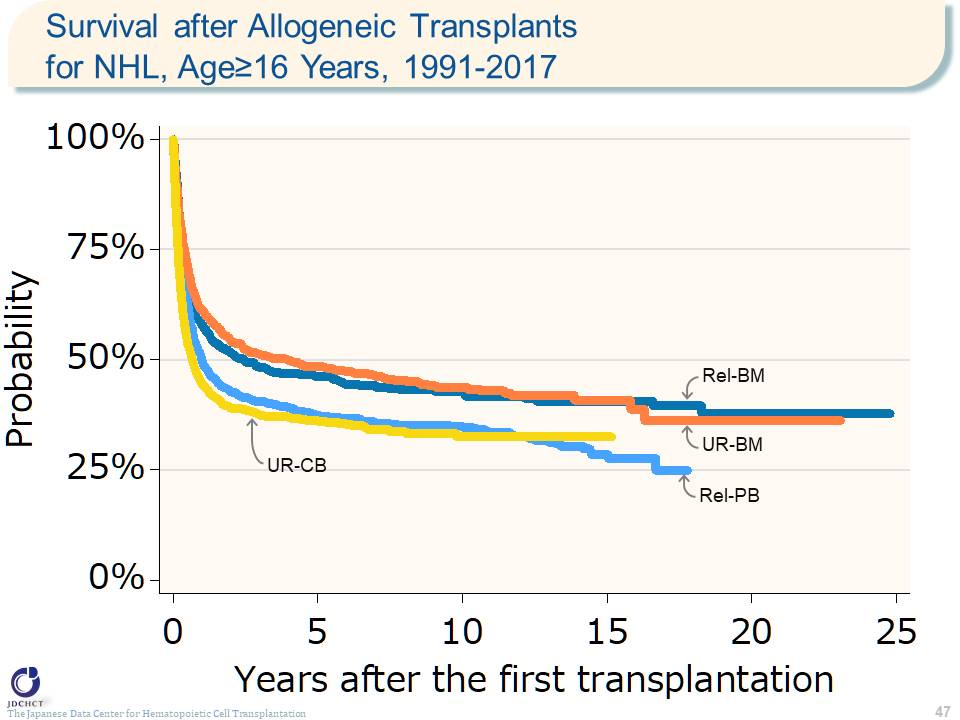 Survival after Allogeneic Transplants
for NHL, Age≥16 Years, 1991-2017
100%
75%
50%
25%
0%
Probability
Rel-BM
UR-BM
UR-CB
Rel-PB
0 5 10 15 20 25
Years after the first transplantation
JDCHCT
The Japanese Data Center for Hematopoietic Cell Transplantation
47